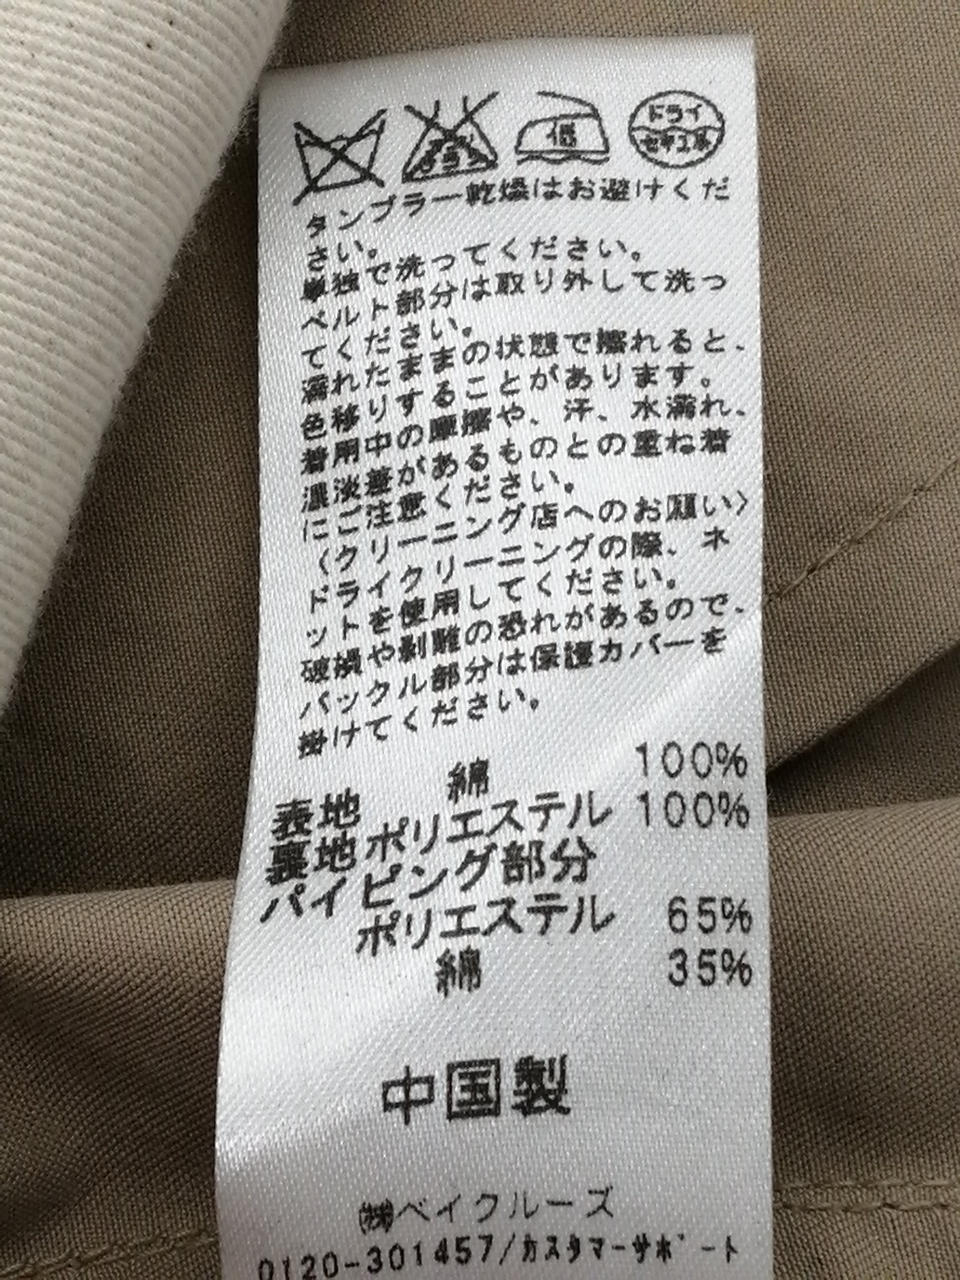 エンソサラシ
低
ドライ
セキユ系
タンブラー乾燥はお避けくだ
さい。
単独で洗ってください。
ベルト部分は取り外して洗っ
てください。
濡れたままの状態で擦れると、
色移りすることがあります。
着用中の摩擦や、汗、水濡れ、
濃淡差があるものとの重ね着
にご注意ください。
〈クリーニング店へのお願い〉
ドライクリーニングの際、ネ
ットを使用してください。
破損や剥離の恐れがあるので、
バックル部分は保護カバーを
掛けてください。
表地 綿 100%
裏地 ポリエステル 100%
パイピング部分
ポリエステル 65%
綿 35%
中国製
㈱ベイクルーズ
0120-301457/カスタマーサポート